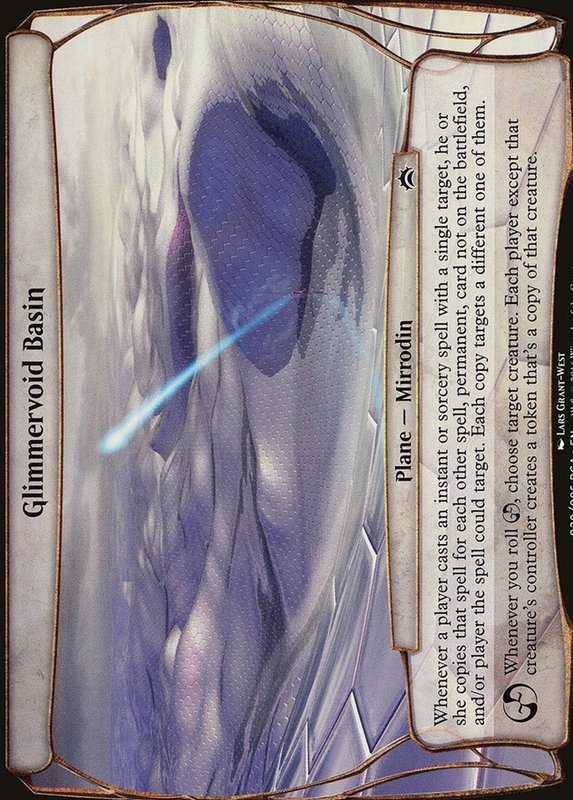 Glimmervoid Basin
Plane — Mirrodin
Whenever a player casts an instant or sorcery spell with a single target, he or
she copies that spell for each other spell, permanent, card not on the battlefield,
and/or player the spell could target. Each copy targets a different one of them.
Whenever you roll , choose target creature. Each player except that
creature's controller creates a token that's a copy of that creature.
Lars Grant-West